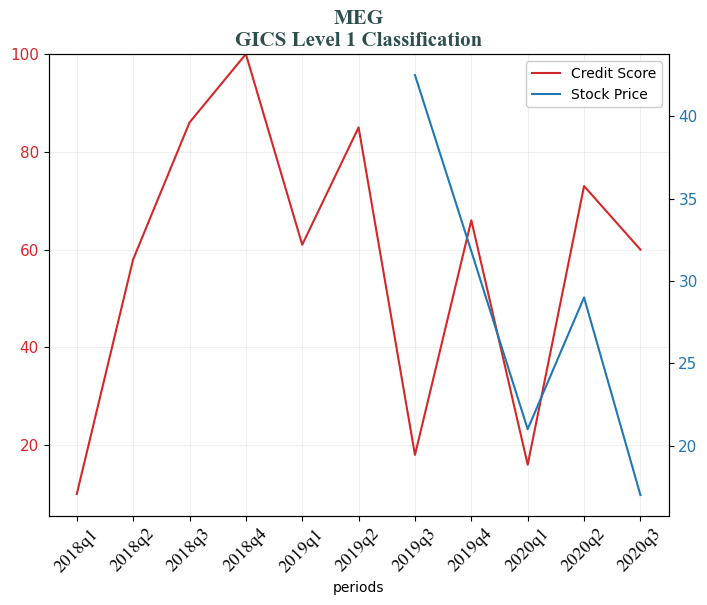 MEG
GICS Level 1 Classification
Credit Score
Stock Price
100
80
60
40
20
40
35
30
25
20
2018q1
2018q2
2018q3
2018q4
2019q1
2019q2
2019q3
2019q4
2020q1
2020q2
2020q3
periods